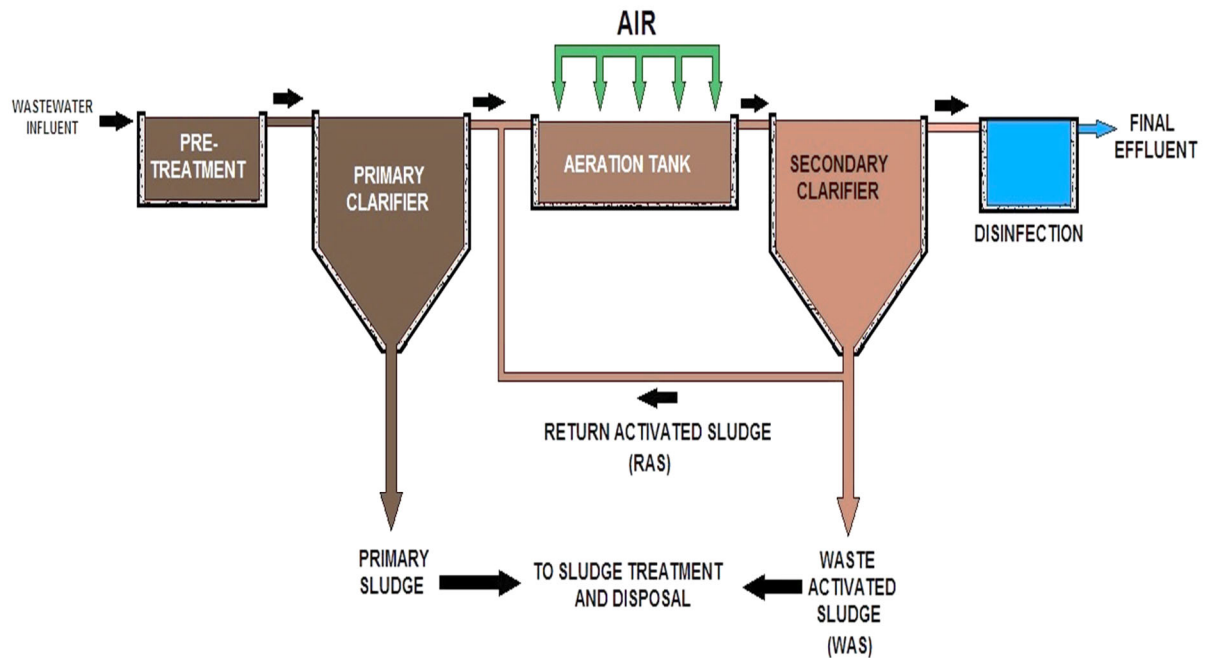 AIR
WASTEWATER
INFLUENT
PRE-
TREATMENT
PRIMARY
CLARIFIER
AERATION TANK
SECONDARY
CLARIFIER
DISINFECTION
FINAL
EFFLUENT
RETURN ACTIVATED SLUDGE
(RAS)
PRIMARY
SLUDGE
TO SLUDGE TREATMENT
AND DISPOSAL
WASTE
ACTIVATED
SLUDGE
(WAS)